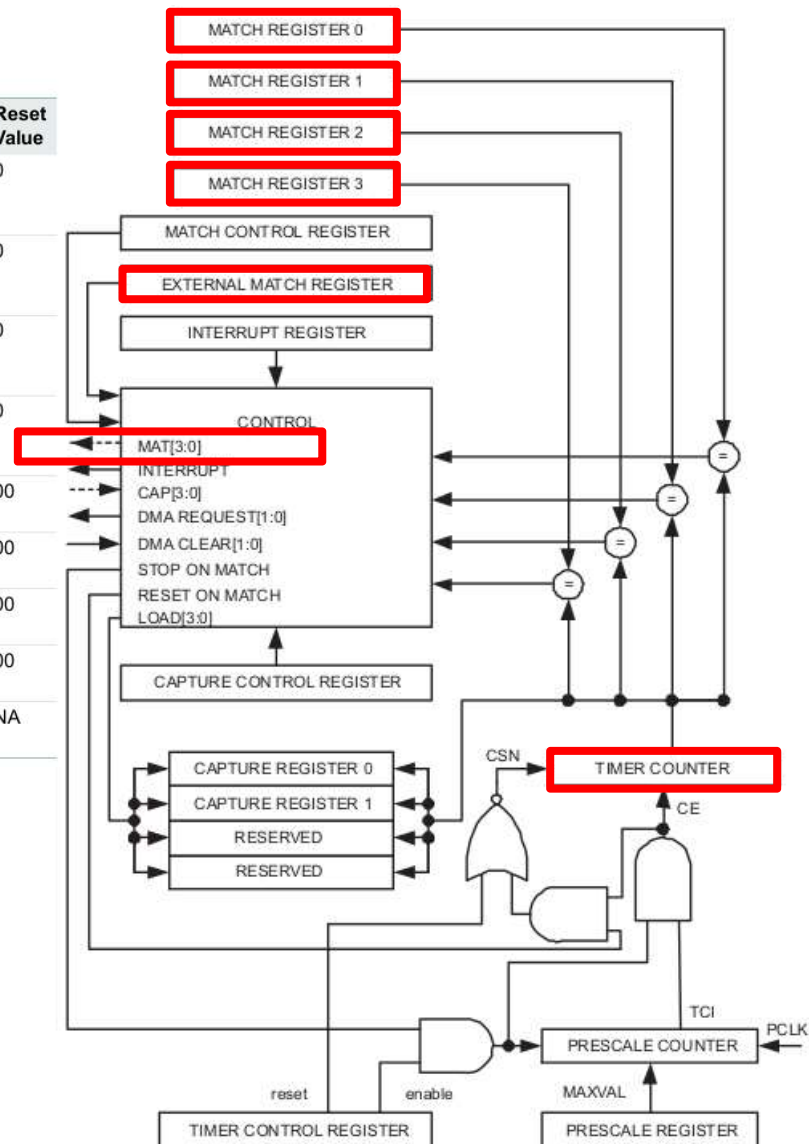 Reset
Value
0
0
0
0
00
00
00
00
NA
MATCH REGISTER 0
MATCH REGISTER 1
MATCH REGISTER 2
MATCH REGISTER 3
MATCH CONTROL REGISTER
EXTERNAL MATCH REGISTER
INTERRUPT REGISTER
CONTROL
MAT[3:0]
INTERRUPT
CAP[3:0]
DMA REQUEST[1:0]
DMA CLEAR[1:0]
STOP ON MATCH
RESET ON MATCH
LOAD[3:0]
=
=
=
=
CAPTURE CONTROL REGISTER
CAPTURE REGISTER 0
CAPTURE REGISTER 1
RESERVED
RESERVED
CSN
TIMER COUNTER
CE
TCI
PCLK
PRESCALE COUNTER
reset
enable
MAXVAL
TIMER CONTROL REGISTER
PRESCALE REGISTER